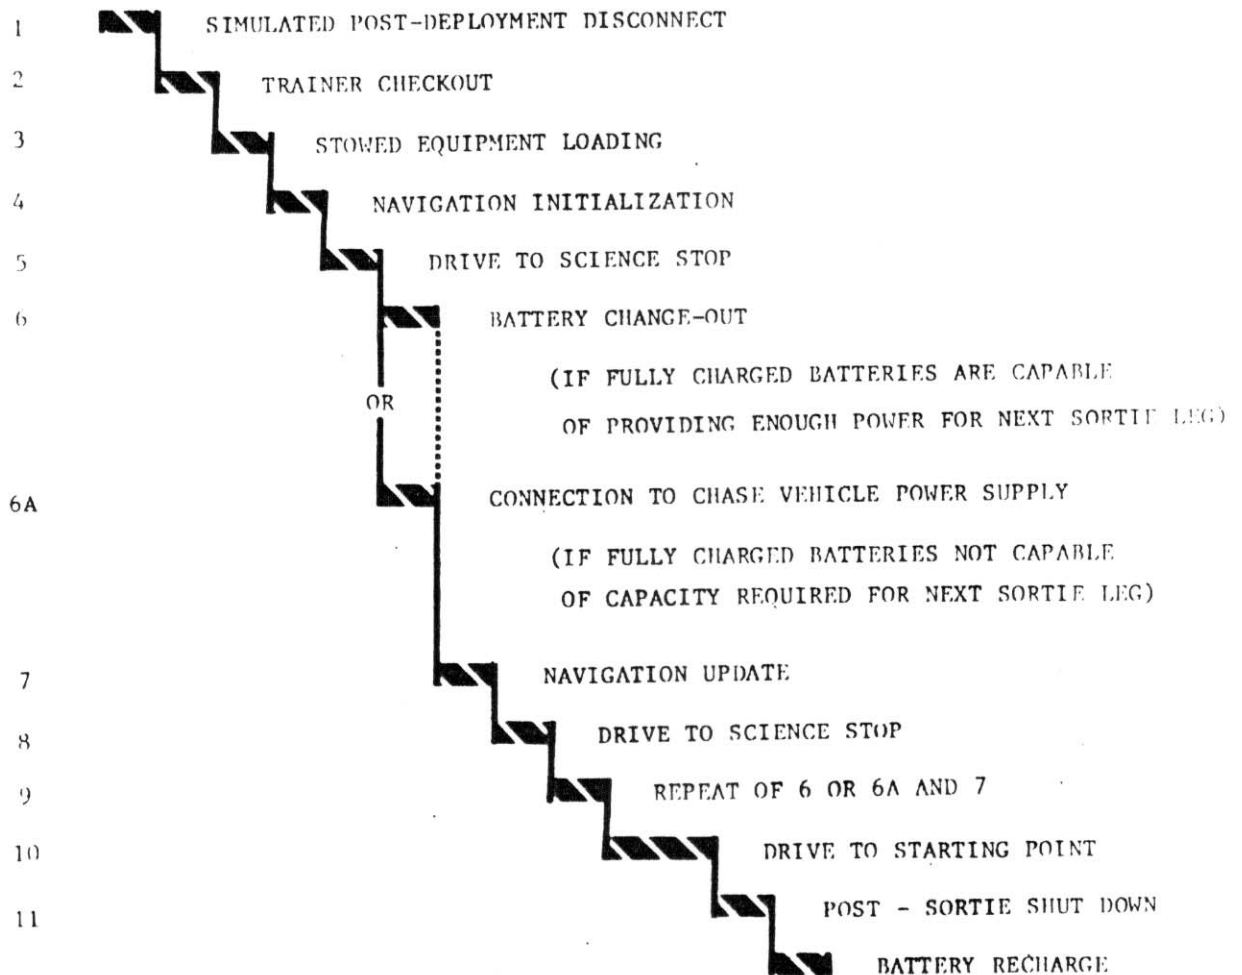 1 SIMULATED POST-DEPLOYMENT DISCONNECT
2 TRAINER CHECKOUT
3 STOWED EQUIPMENT LOADING
4 NAVIGATION INITIALIZATION
5 DRIVE TO SCIENCE STOP
6 BATTERY CHANGE-OUT
(IF FULLY CHARGED BATTERIES ARE CAPABLE
OR
OF PROVIDING ENOUGH POWER FOR NEXT SORTIE LEG)
6A CONNECTION TO CHASE VEHICLE POWER SUPPLY
(IF FULLY CHARGED BATTERIES NOT CAPABLE
OF CAPACITY REQUIRED FOR NEXT SORTIE LEG)
7 NAVIGATION UPDATE
8 DRIVE TO SCIENCE STOP
9 REPEAT OF 6 OR 6A AND 7
10 DRIVE TO STARTING POINT
11 POST - SORTIE SHUT DOWN
BATTERY RECHARGE